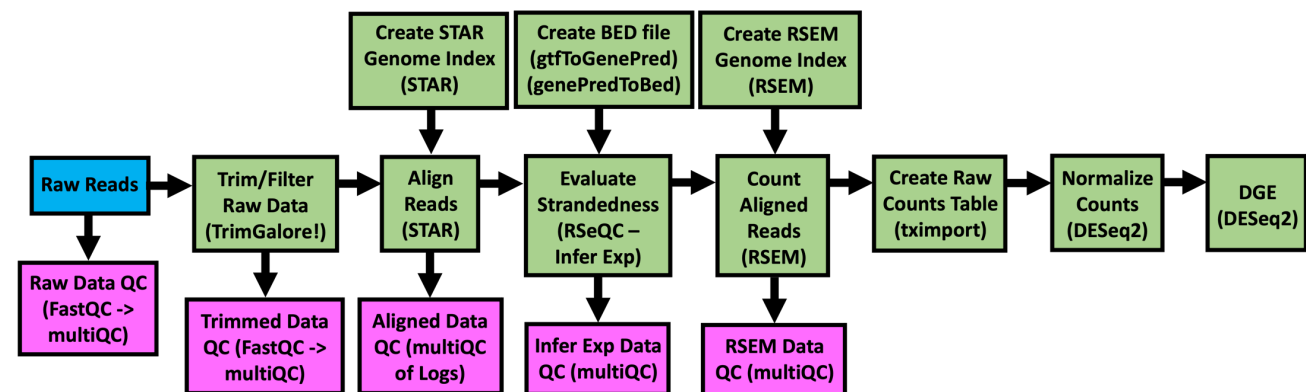 Create STAR
Genome Index
(STAR)
Create BED file
(gtfToGenePred)
(genePredToBed)
Create RSEM
Genome Index
(RSEM)
Raw Reads
Trim/Filter
Raw Data
(TrimGalore!)
Align
Reads
(STAR)
Evaluate
Strandedness
(RSeQC –
Infer Exp)
Count
Aligned
Reads
(RSEM)
Create Raw
Counts Table
(tximport)
Normalize
Counts
(DESeq2)
DGE
(DESeq2)
Raw Data QC
(FastQC ->
multiQC)
Trimmed Data
QC (FastQC ->
multiQC)
Aligned Data
QC (multiQC
of Logs)
Infer Exp Data
QC (multiQC)
RSEM Data
QC (multiQC)